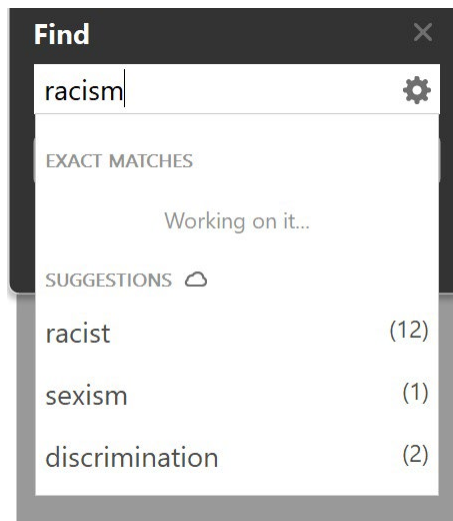 Find
racism
EXACT MATCHES
Working on it...
SUGGESTIONS
racist (12)
sexism (1)
discrimination (2)